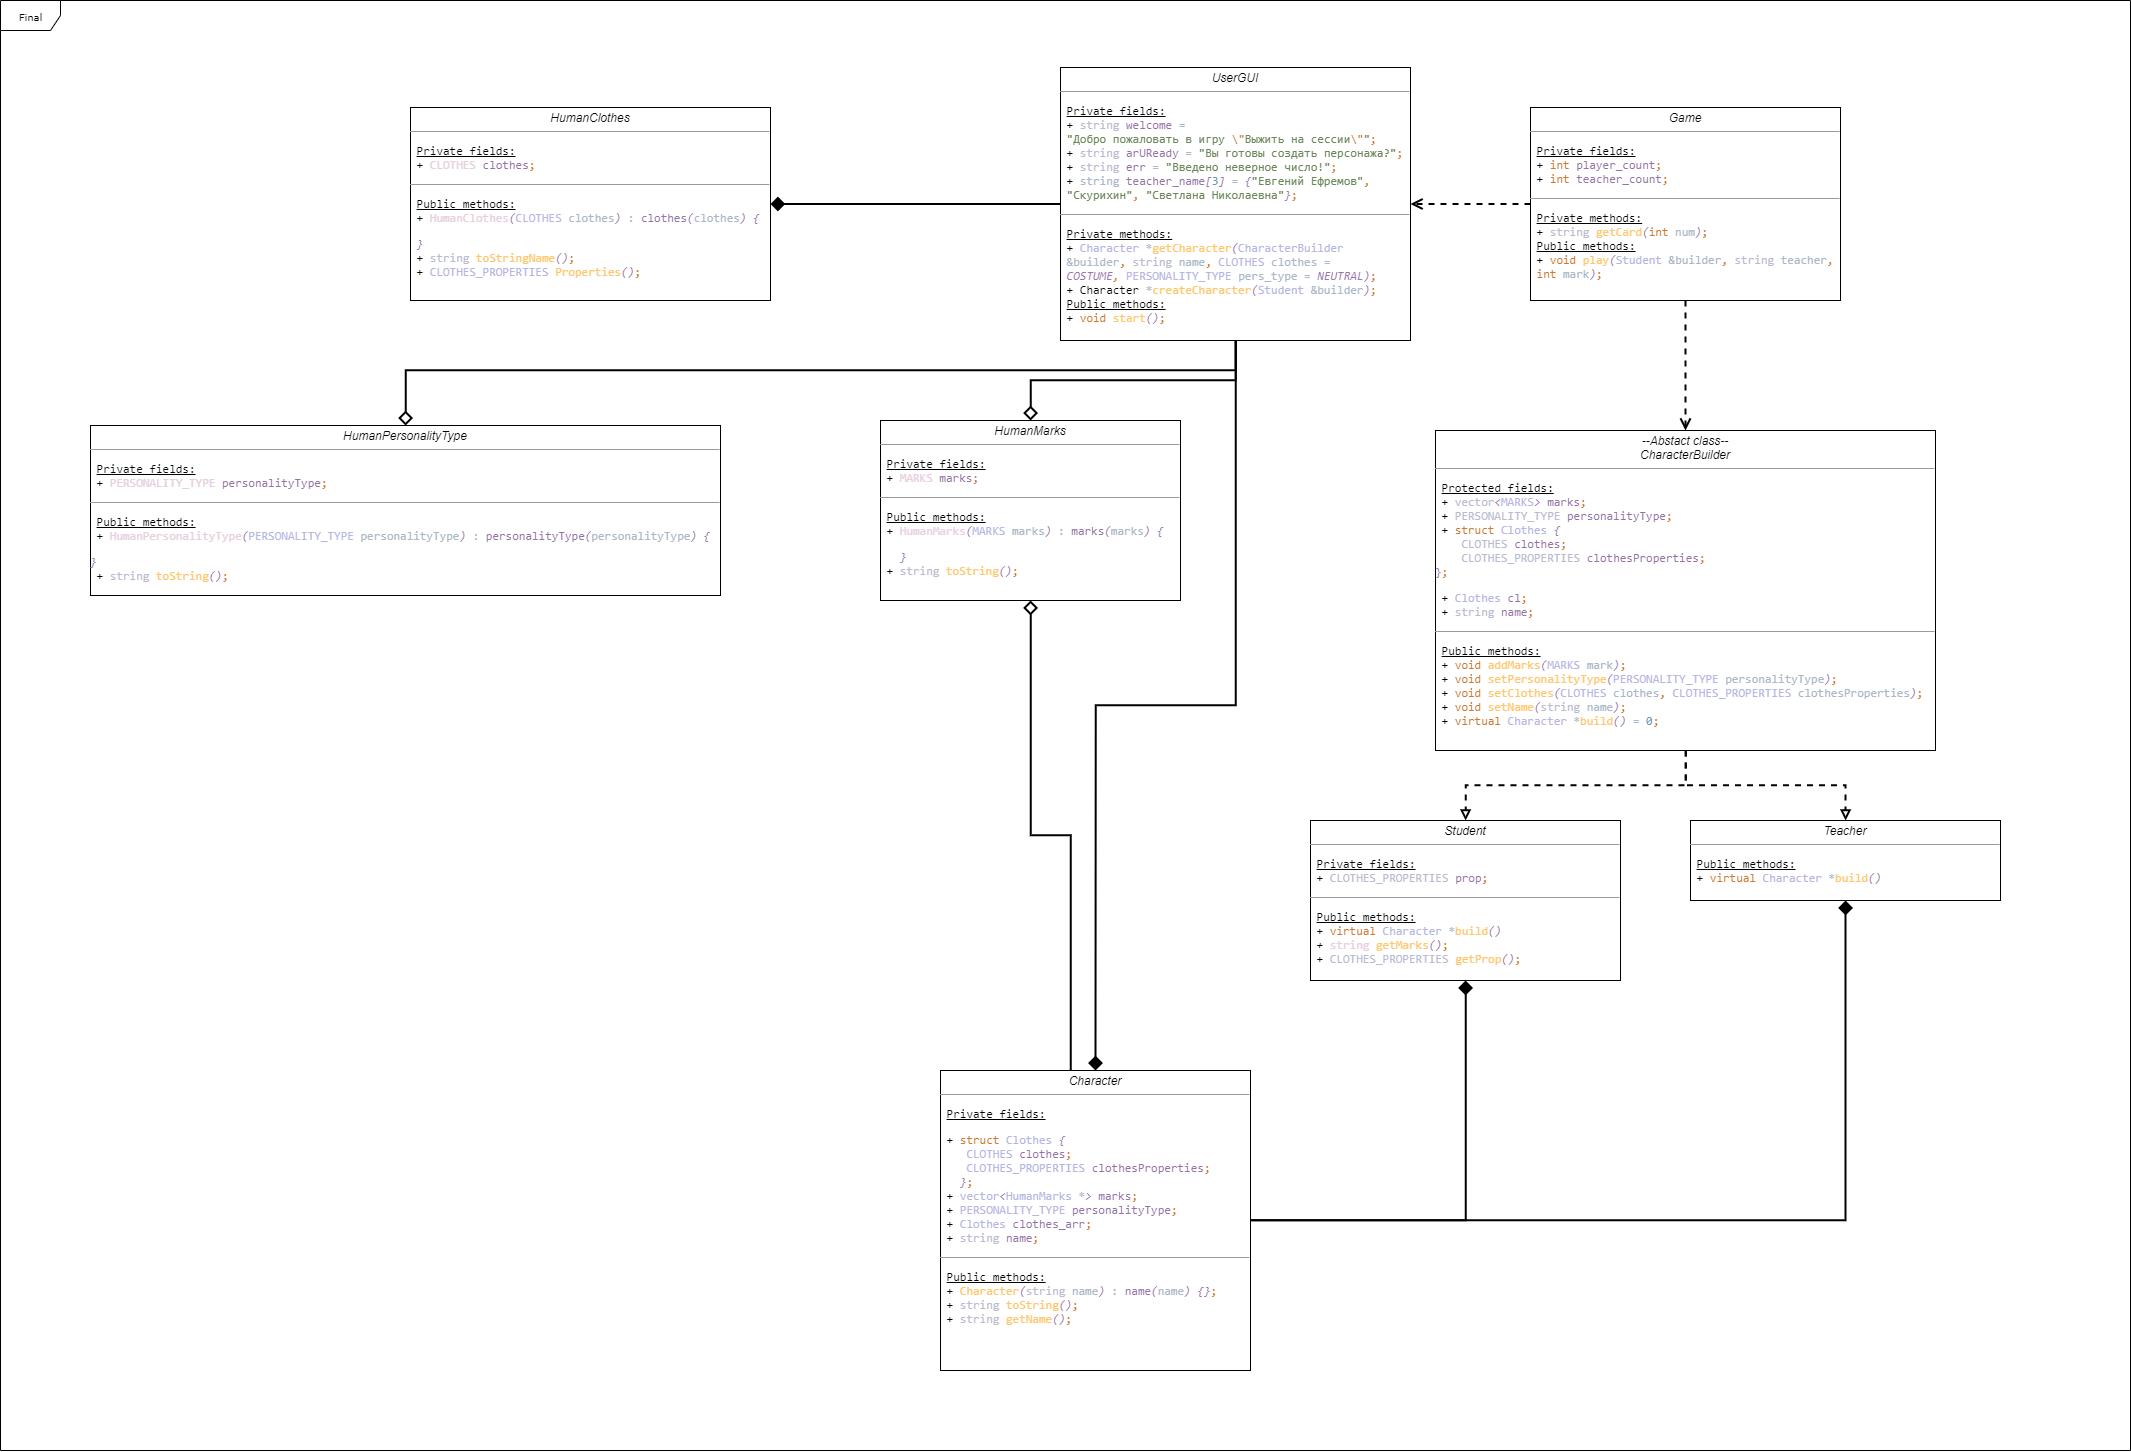 Final
HumanClothes
Private fields:
+ CLOTHES clothes;
Public methods:
+ HumanClothes(CLOTHES clothes) : clothes(clothes) {
}
+ string toStringName();
+ CLOTHES_PROPERTIES Properties();
UserGUI
Private fields:
+ string welcome =
"Добро пожаловать в игру \"Выжить на сессии\"";
+ string arUReady = "Вы готовы создать персонажа?";
+ string err = "Введено неверное число!";
+ string teacher_name[3] = {"Евгений Ефремов",
"Скурихин", "Светлана Николаевна"};
Private methods:
+ Character *getCharacter(CharacterBuilder
&builder, string name, CLOTHES clothes =
COSTUME, PERSONALITY_TYPE pers_type = NEUTRAL);
+ Character *createCharacter(Student &builder);
Public methods:
+ void start();
Game
Private fields:
+ int player_count;
+ int teacher_count;
Private methods:
+ string getCard(int num);
Public methods:
+ void play(Student &builder, string teacher,
int mark);
HumanPersonalityType
Private fields:
+ PERSONALITY_TYPE personalityType;
Public methods:
+ HumanPersonalityType(PERSONALITY_TYPE personalityType) : personalityType(personalityType) {
}
+ string toString();
HumanMarks
Private fields:
+ MARKS marks;
Public methods:
+ HumanMarks(MARKS marks) : marks(marks) {
}
+ string toString();
--Abstact class--
CharacterBuilder
Protected fields:
+ vector<MARKS> marks;
+ PERSONALITY_TYPE personalityType;
+ struct Clothes {
CLOTHES clothes;
CLOTHES_PROPERTIES clothesProperties;
};
+ Clothes cl;
+ string name;
Public methods:
+ void addMarks(MARKS mark);
+ void setPersonalityType(PERSONALITY_TYPE personalityType);
+ void setClothes(CLOTHES clothes, CLOTHES_PROPERTIES clothesProperties);
+ void setName(string name);
+ virtual Character *build() = 0;
Student
Private fields:
+ CLOTHES_PROPERTIES prop;
Public methods:
+ virtual Character *build()
+ string getMarks();
+ CLOTHES_PROPERTIES getProp();
Teacher
Public methods:
+ virtual Character *build()
Character
Private fields:
+ struct Clothes {
CLOTHES clothes;
CLOTHES_PROPERTIES clothesProperties;
};
+ vector<HumanMarks *> marks;
+ PERSONALITY_TYPE personalityType;
+ Clothes clothes_arr;
+ string name;
Public methods:
+ Character(string name) : name(name) {};
+ string toString();
+ string getName();